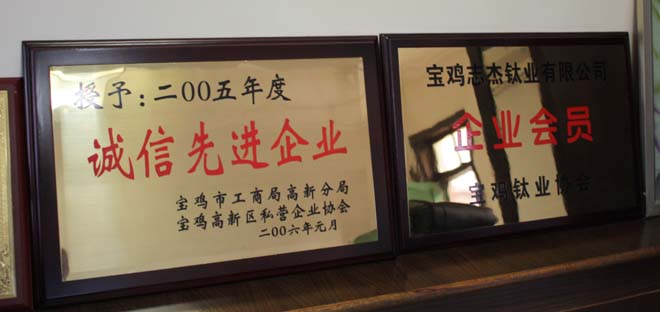 授予:二00五年度
诚信先进企业
宝鸡市工商局高新分局
宝鸡高新区私营企业协会
二00六年元月
宝鸡志杰钛业有限公司
企业会员
宝鸡钛业协会